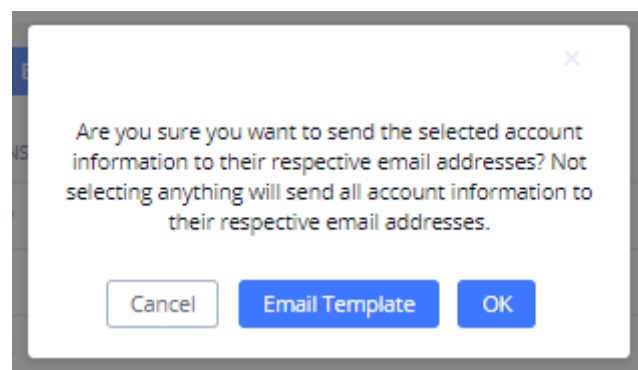 Are you sure you want to send the selected account
information to their respective email addresses? Not
selecting anything will send all account information to
their respective email addresses.
Cancel
Email Template
OK